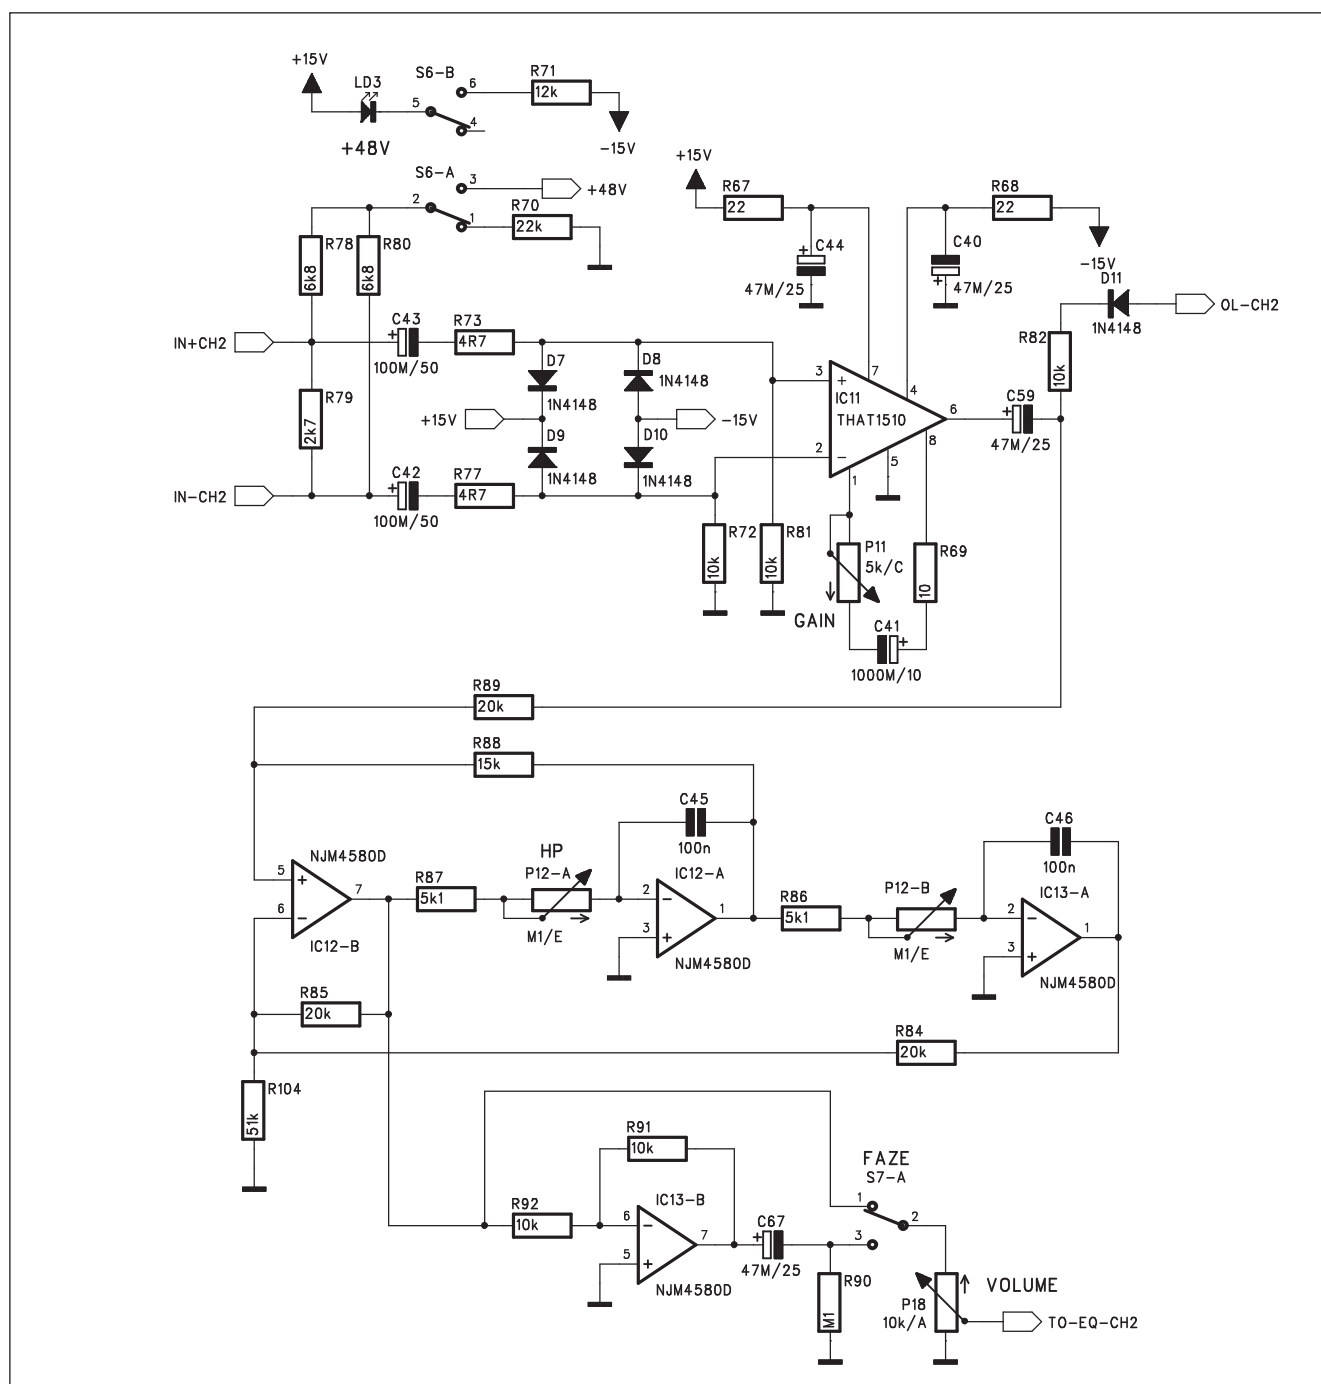 +15V
LD3
+48V
S6-B
5
6
4
R71
12k
-15V
S6-A
2
3
1
+48V
R70
22k
R78
6k8
R80
6k8
+15V
R67
22
C44
47M/25
R68
22
C40
47M/25
-15V
D11
1N4148
OL-CH2
R82
10k
IN+CH2
C43
+
100M/50
R73
4R7
R79
2k7
+15V
D7
1N4148
D8
1N4148
-15V
D9
1N4148
D10
1N4148
IN-CH2
C42
+
100M/50
R77
4R7
3
+
2
-
IC11
THAT1510
7
4
6
8
5
1
C59
+
47M/25
R72
10k
R81
10k
P11
5k/C
GAIN
R69
10
C41
+
1000M/10
R89
20k
R88
15k
C45
100n
C46
100n
NJM4580D
5
+
6
-
7
IC12-B
R87
5k1
HP
P12-A
M1/E
IC12-A
2
-
3
+
1
NJM4580D
R86
5k1
P12-B
M1/E
IC13-A
2
-
3
+
1
NJM4580D
R85
20k
R84
20k
R104
51k
R91
10k
R92
10k
IC13-B
6
-
5
+
7
NJM4580D
C67
+
47M/25
FAZE
S7-A
1
2
3
R90
M1
VOLUME
P18
10k/A
TO-EQ-CH2